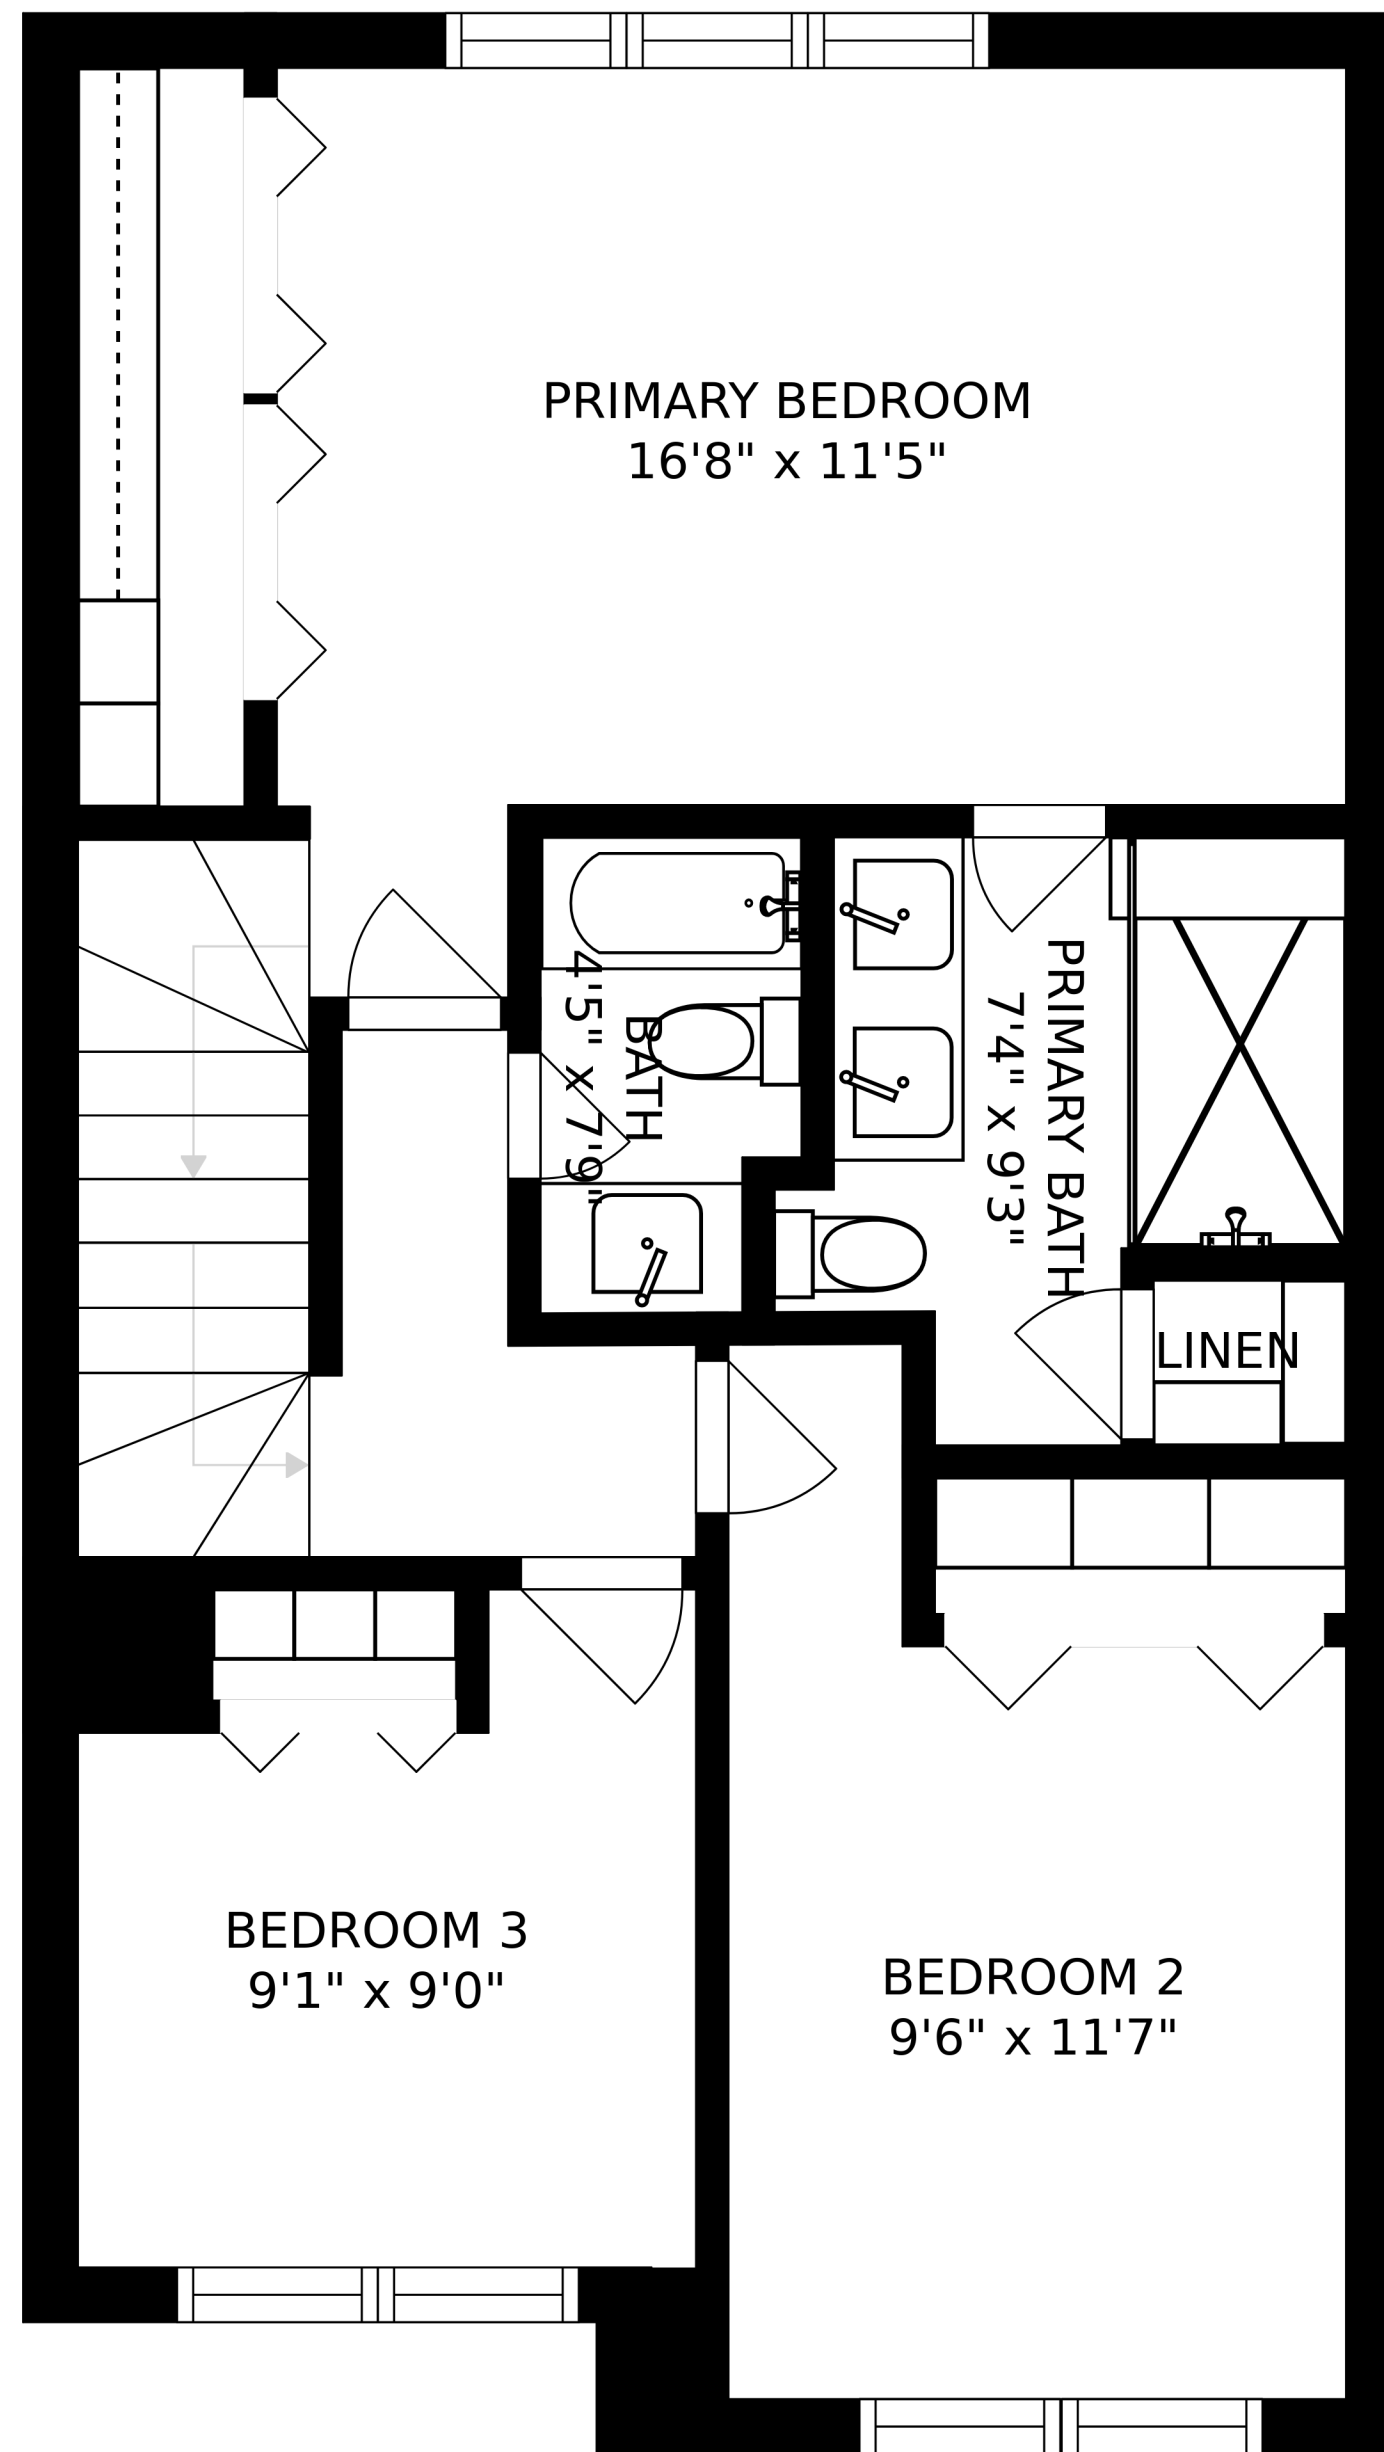 PRIMARY BEDROOM
16'8" x 11'5"
BATH
4'5" x 7'9"
PRIMARY BATH
7'4" x 9'3"
LINEN
BEDROOM 3
9'1" x 9'0"
BEDROOM 2
9'6" x 11'7"